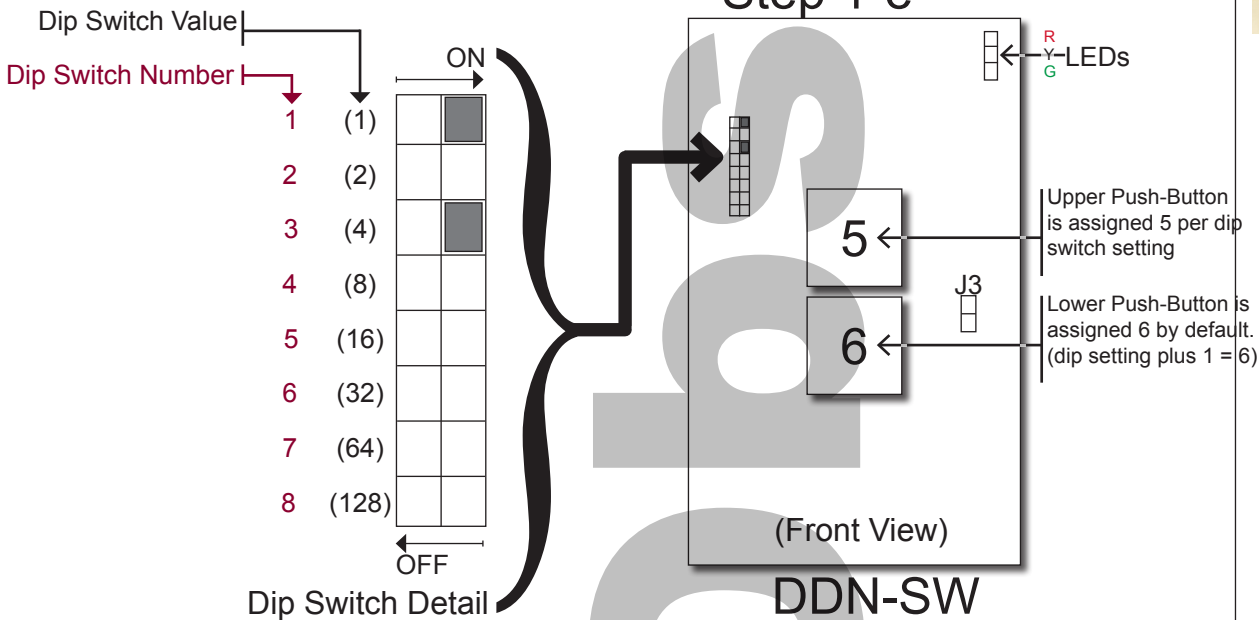 Dip Switch Value
Dip Switch Number
ON
1 (1)
2 (2)
3 (4)
4 (8)
5 (16)
6 (32)
7 (64)
8 (128)
OFF
Dip Switch Detail
R
Y
G
LEDs
5
Upper Push-Button
is assigned 5 per dip
switch setting
J3
6
Lower Push-Button is
assigned 6 by default.
(dip setting plus 1 = 6)
(Front View)
DDN-SW